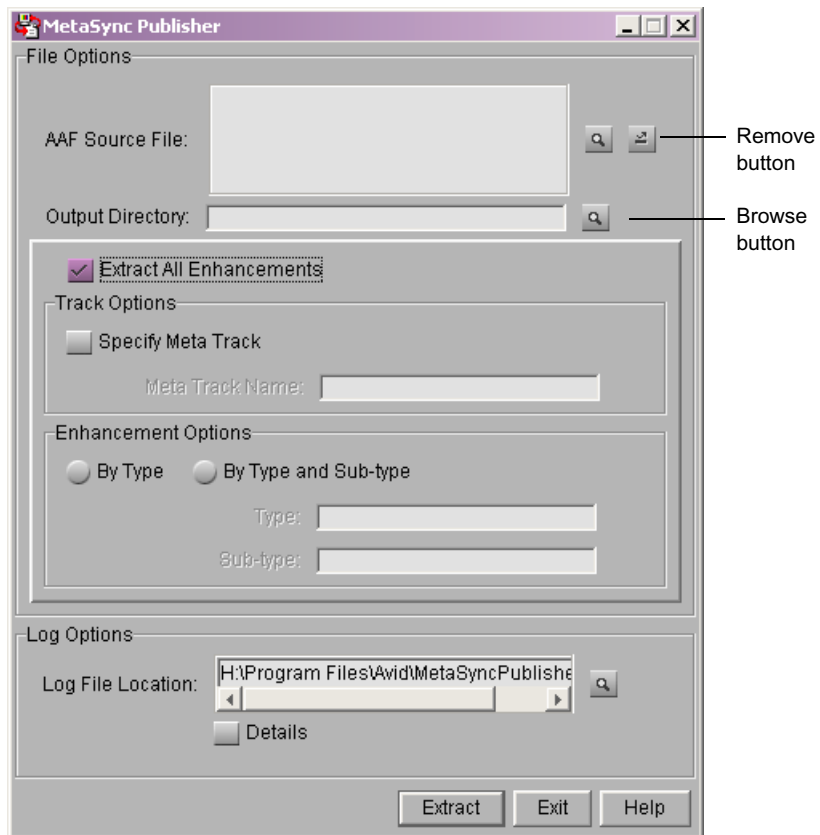 MetaSync Publisher
File Options
AAF Source File:
Remove
button
Output Directory:
Browse
button
Extract All Enhancements
Track Options
Specify Meta Track
Meta Track Name:
Enhancement Options
By Type By Type and Sub-type
Type:
Sub-type:
Log Options
Log File Location: H:\Program Files\Avid\MetaSyncPublishe
Details
Extract Exit Help